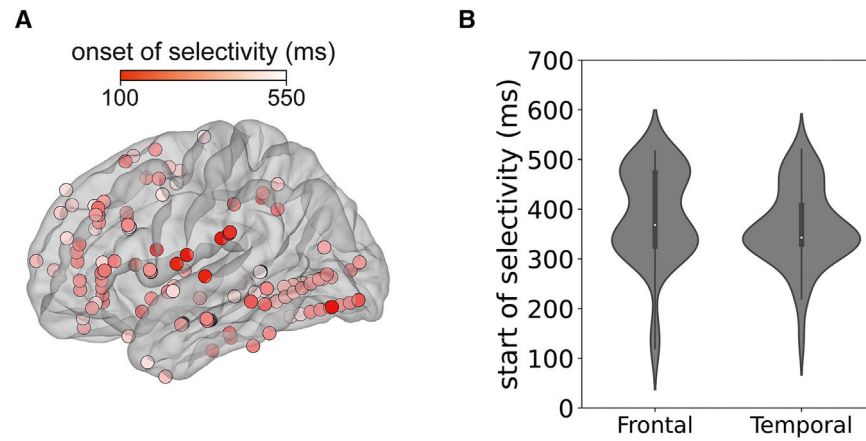 A
onset of selectivity (ms)
100 550
B
start of selectivity (ms)
700
600
500
400
300
200
100
0
Frontal Temporal